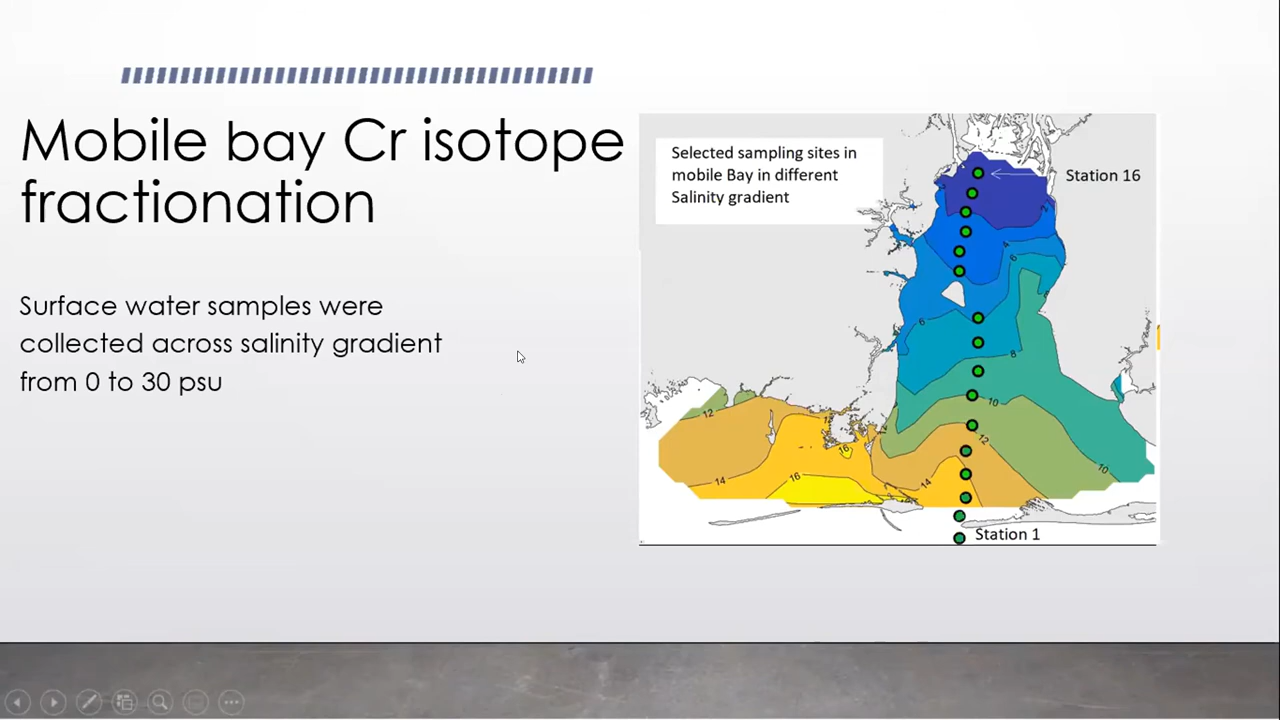 Mobile bay Cr isotope
fractionation
Surface water samples were
collected across salinity gradient
from 0 to 30 psu
Selected sampling sites in
mobile Bay in different
Salinity gradient
Station 16
4
6
6
8
10
12
12
16
14
16
14
10
Station 1